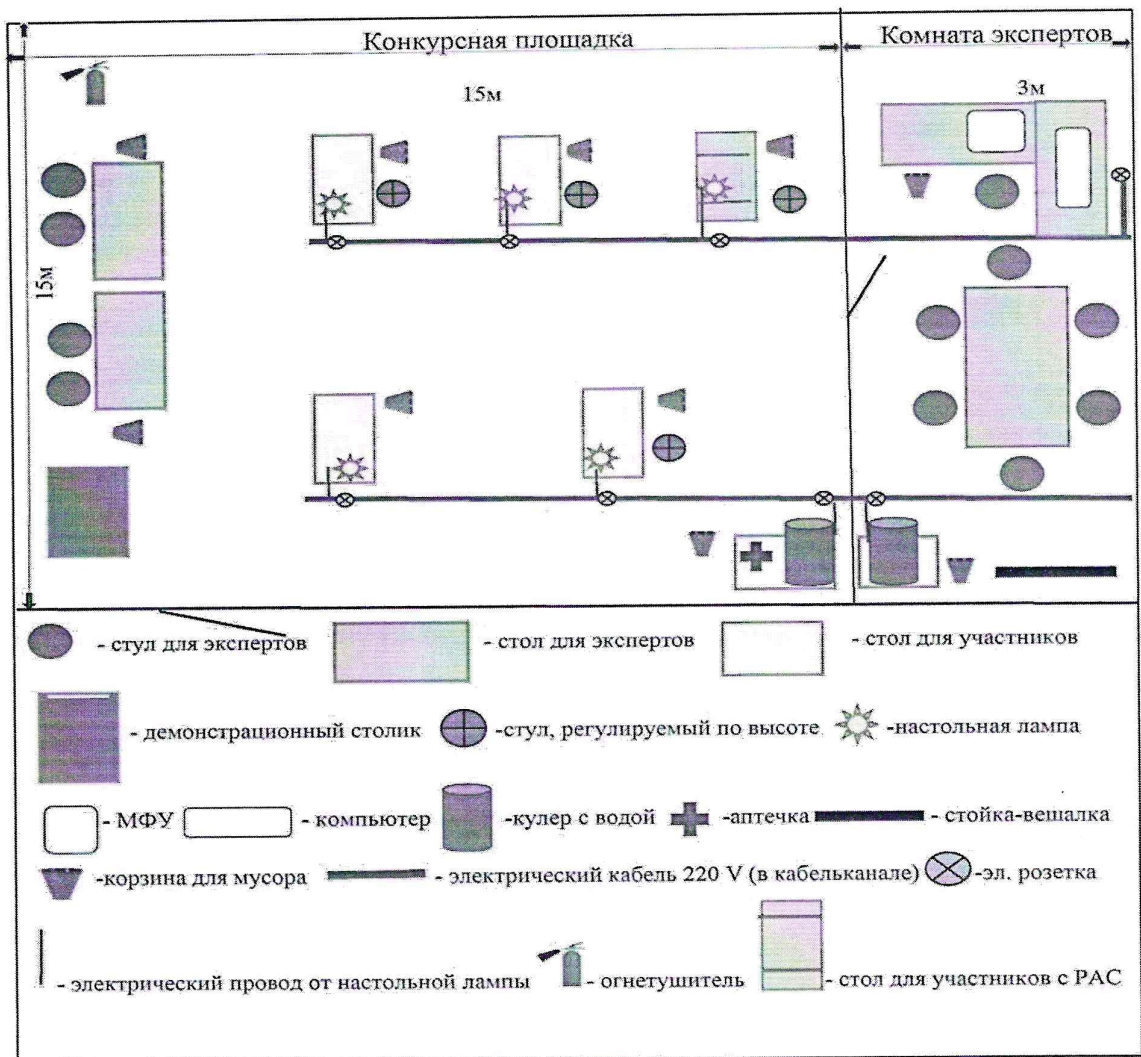 Конкурсная площадка
Комната экспертов
15м
3м
15м
- стул для экспертов
- стол для экспертов
- стол для участников
- демонстрационный столик
-стул, регулируемый по высоте
-настольная лампа
- МФУ
- компьютер
-кулер с водой
-аптечка
- стойка-вешалка
-корзина для мусора
- электрический кабель 220 V (в кабельканале)
-эл. розетка
- электрический провод от настольной лампы
- огнетушитель
- стол для участников с РАС